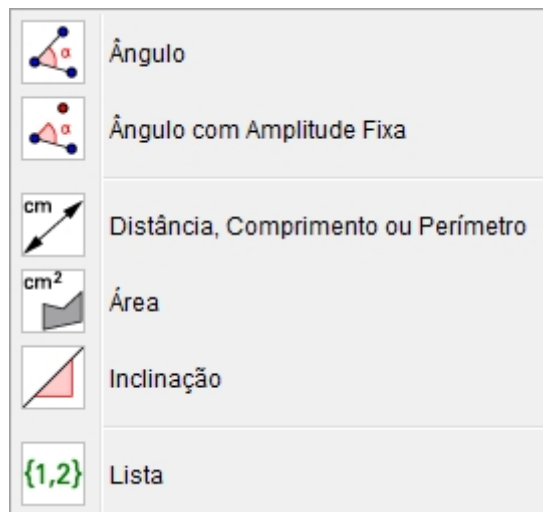 α
Ângulo
α
Ângulo com Amplitude Fixa
cm
Distância, Comprimento ou Perímetro
cm²
Área
Inclinação
{1,2}
Lista